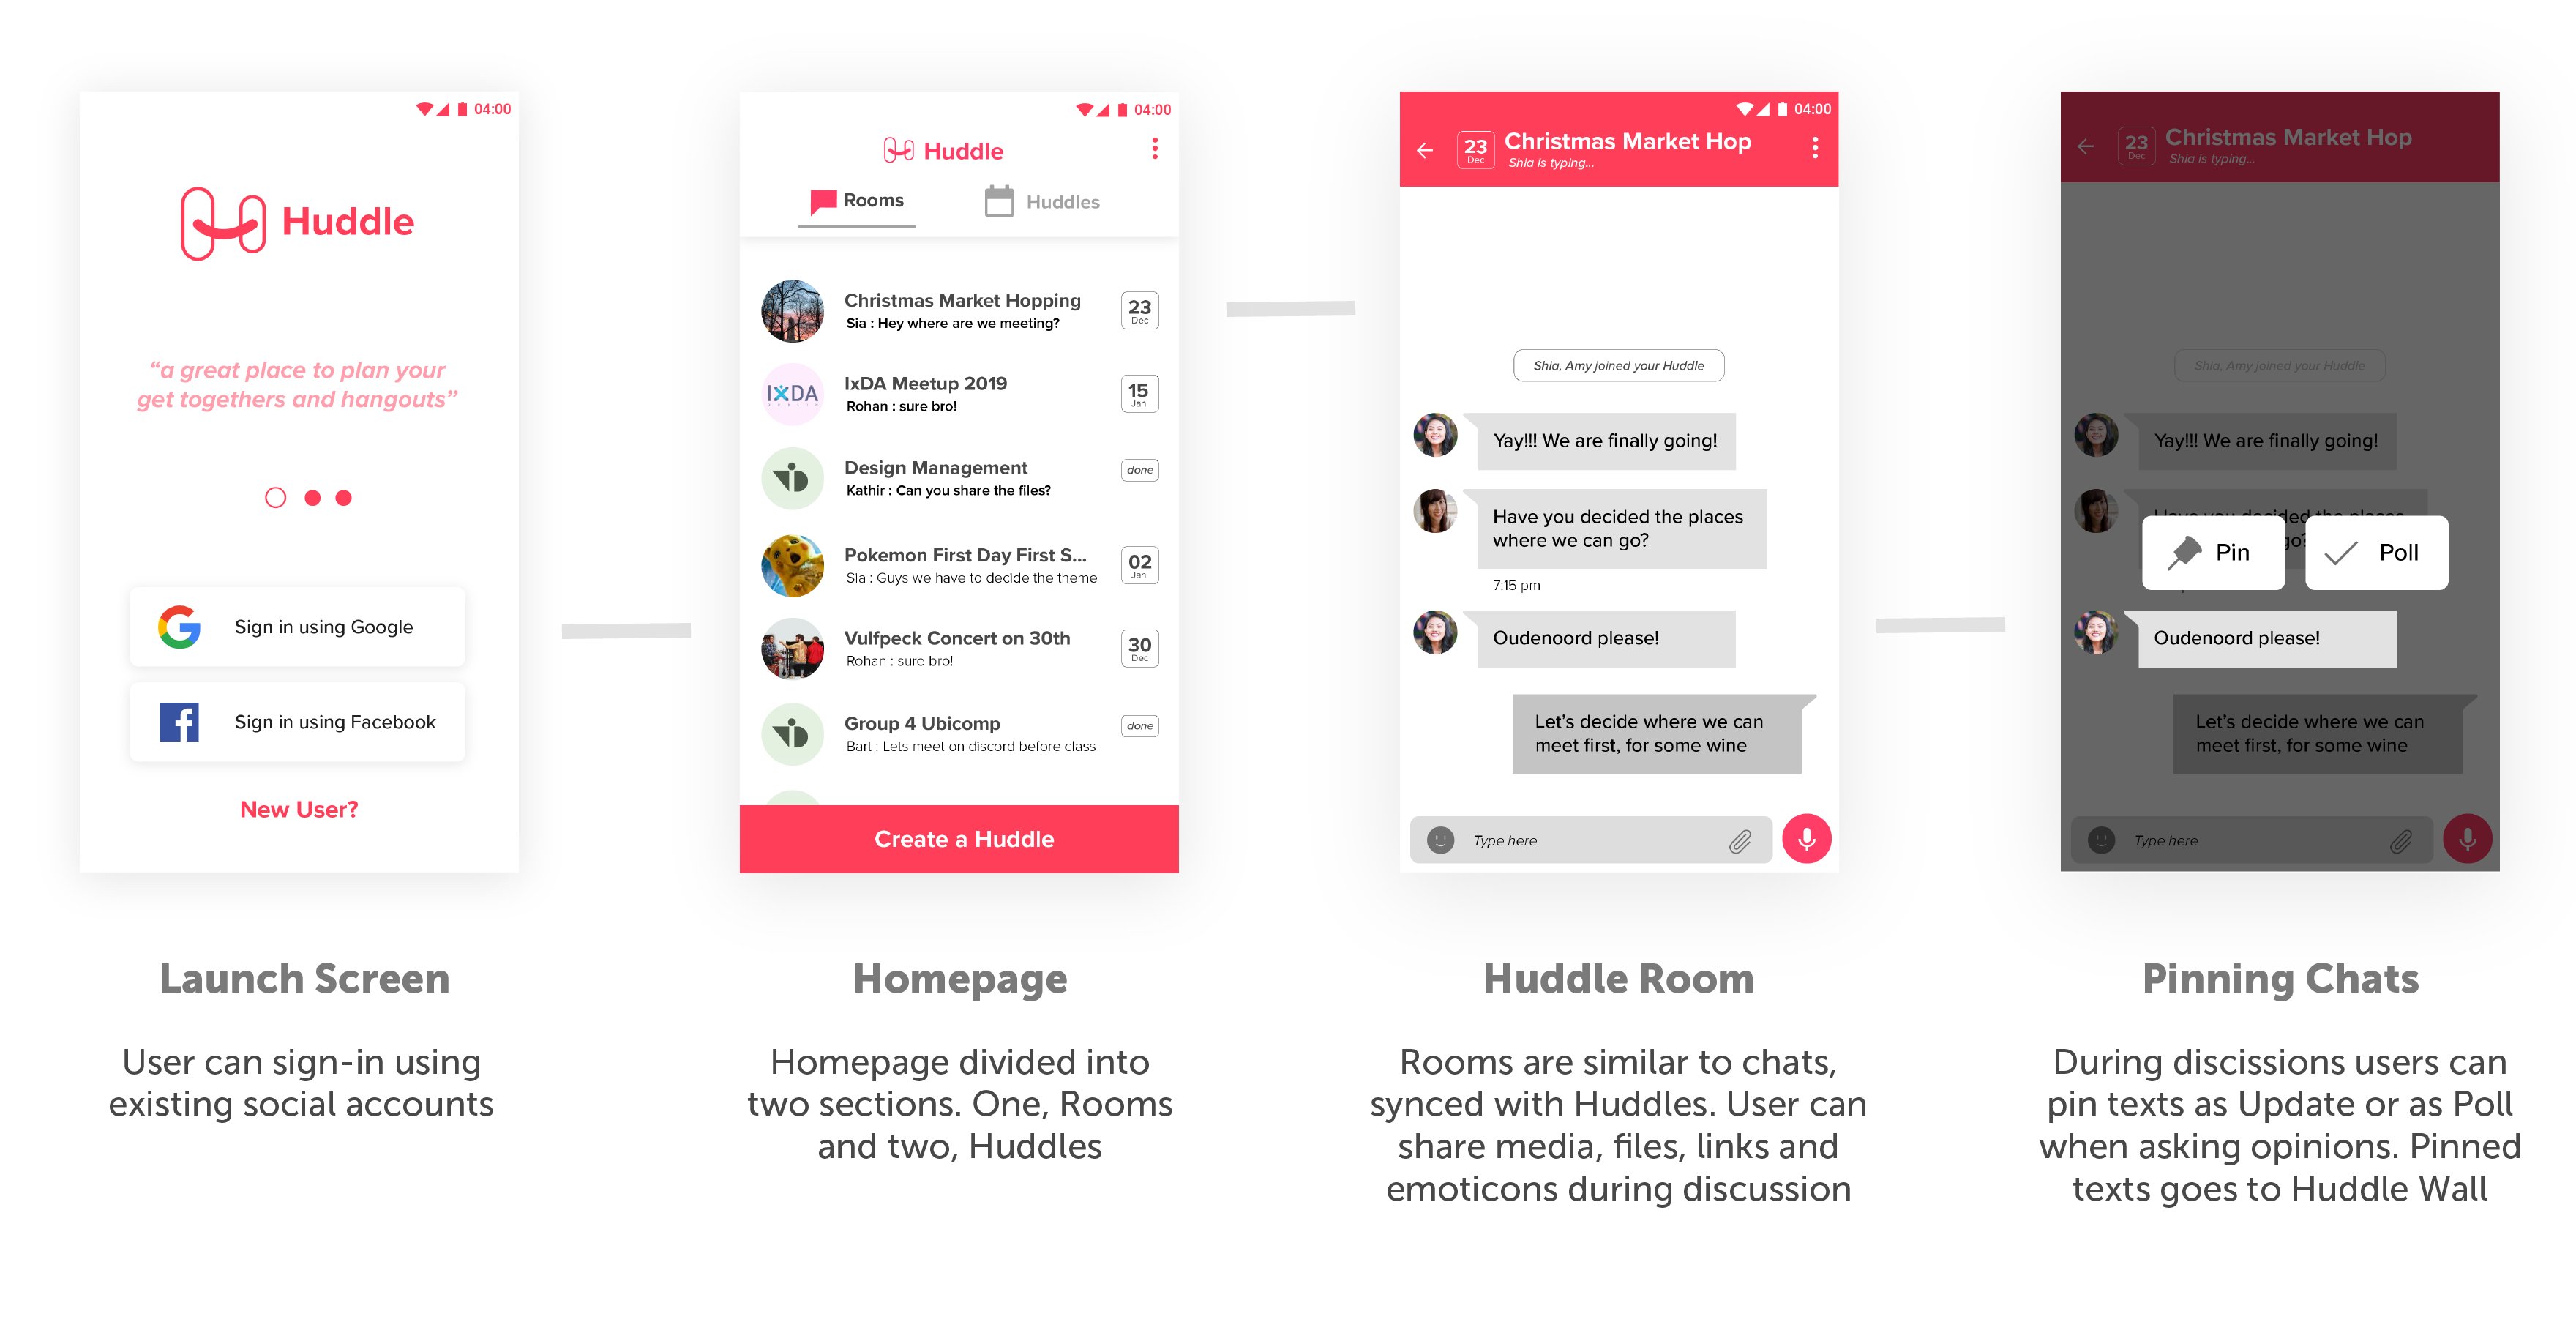 04:00
Huddle
“a great place to plan your
get togethers and hangouts”
Sign in using Google
Sign in using Facebook
New User?
Launch Screen
User can sign-in using
existing social accounts
04:00
Huddle
Rooms
Huddles
Christmas Market Hopping
Sia : Hey where are we meeting?
23
Dec
IXDA
IxDA Meetup 2019
Rohan : sure bro!
15
Jan
Design Management
Kathir : Can you share the files?
done
Pokemon First Day First S...
Sia : Guys we have to decide the theme
02
Jan
Vulfpeck Concert on 30th
Rohan : sure bro!
30
Dec
Group 4 Ubicomp
Bart : Lets meet on discord before class
done
Create a Huddle
Homepage
Homepage divided into
two sections. One, Rooms
and two, Huddles
04:00
23
Dec
Christmas Market Hop
Shia is typing...
Shia, Amy joined your Huddle
Yay!!! We are finally going!
Have you decided the places
where we can go?
7:15 pm
Oudenoord please!
Let’s decide where we can
meet first, for some wine
Type here
Huddle Room
Rooms are similar to chats,
synced with Huddles. User can
share media, files, links and
emoticons during discussion
23
Dec
Christmas Market Hop
Shia is typing...
Shia, Amy joined your Huddle
Yay!!! We are finally going!
Have you decided the places
go?
Pin
Poll
Oudenoord please!
Let’s decide where we can
meet first, for some wine
Type here
Pinning Chats
During discissions users can
pin texts as Update or as Poll
when asking opinions. Pinned
texts goes to Huddle Wall